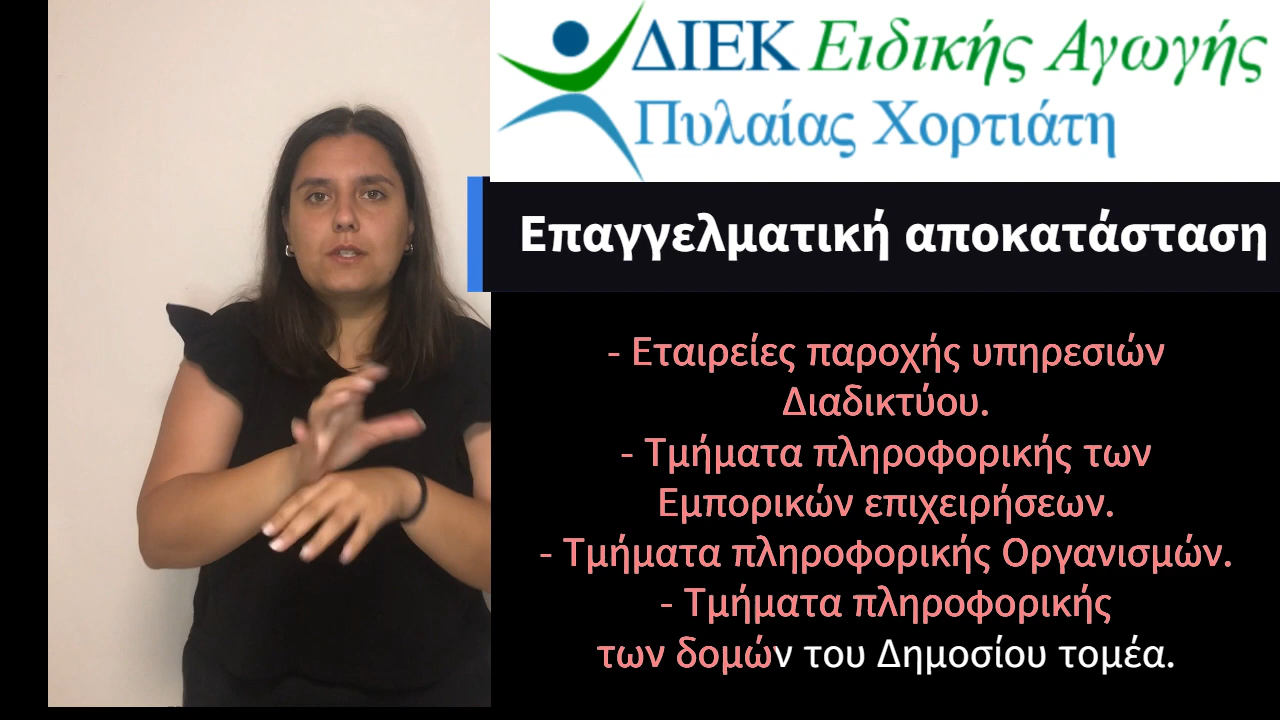 ΔΙΕΚ Ειδικής Αγωγής
Πυλαίας Χορτιάτη
Επαγγελματική αποκατάσταση
- Εταιρείες παροχής υπηρεσιών
Διαδικτύου.
- Τμήματα πληροφορικής των
Εμπορικών επιχειρήσεων.
- Τμήματα πληροφορικής Οργανισμών.
- Τμήματα πληροφορικής
των δομών του Δημοσίου τομέα.